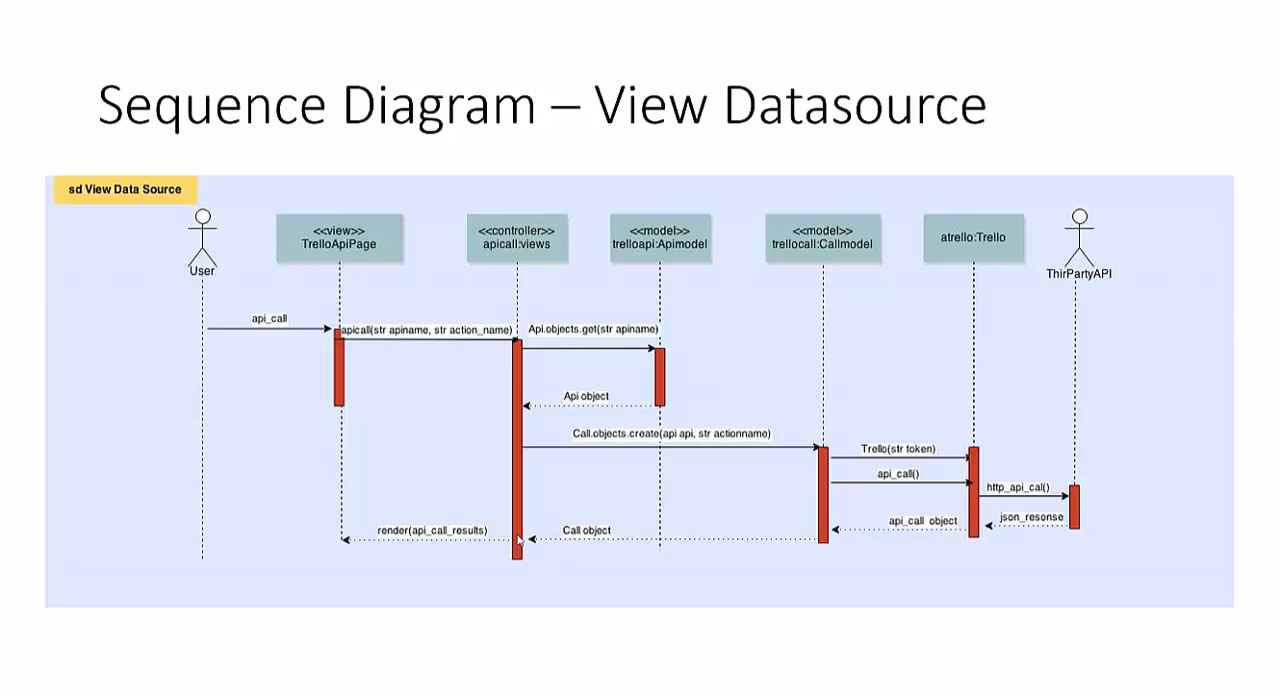 Sequence Diagram – View Datasource
sd View Data Source
<<view>>
TrelloApiPage
<<controller>>
apicall:views
<<model>>
trelloapi:Apimodel
<<model>>
trellocall:Callmodel
atrello:Trello
User
ThirPartyAPI
api_call
apicall(str apiname, str action_name)
Api.objects.get(str apiname)
Api object
Call.objects.create(api api, str actionname)
Trello(str token)
api_call()
http_api_cal()
json_resonse
api_call object
Call object
render(api_call_results)